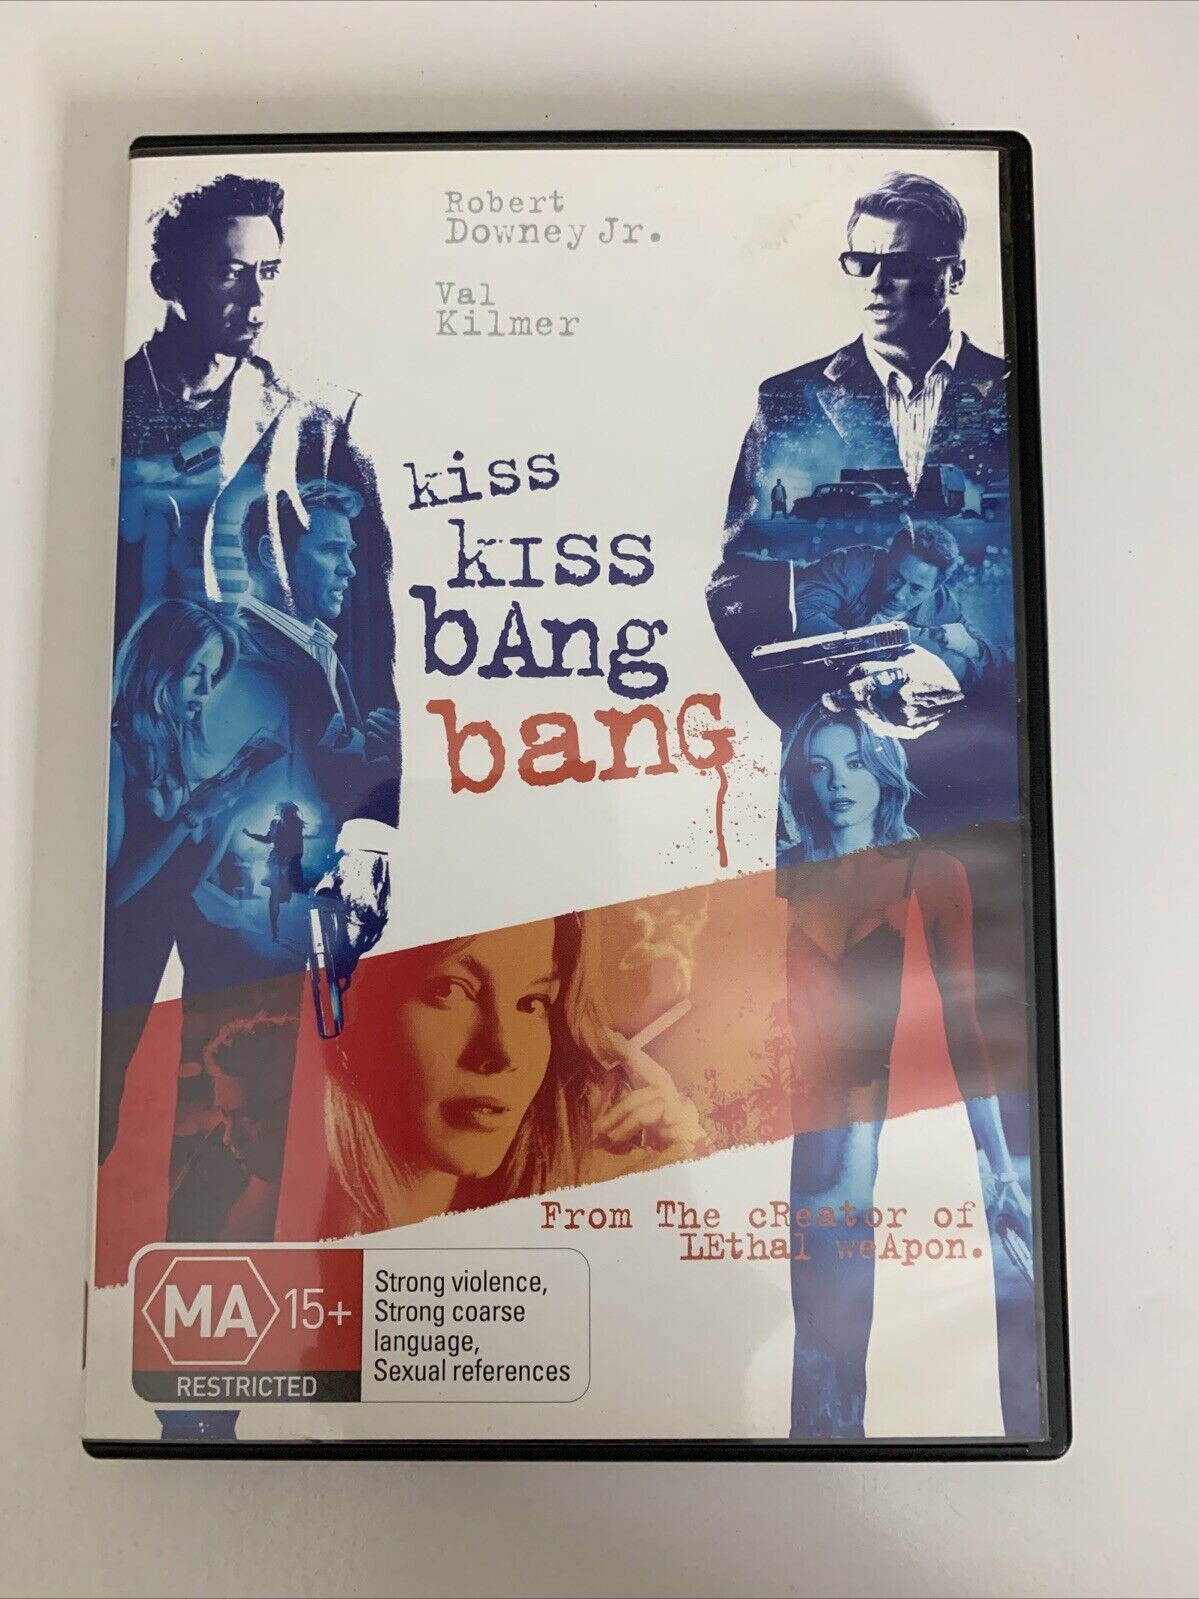 Robert
Downey Jr.
Val
Kilmer
kiss
kIss
bAng
banG
From The cReator of
LEthal weApon.
MA 15+
RESTRICTED
Strong violence,
Strong coarse
language,
Sexual references